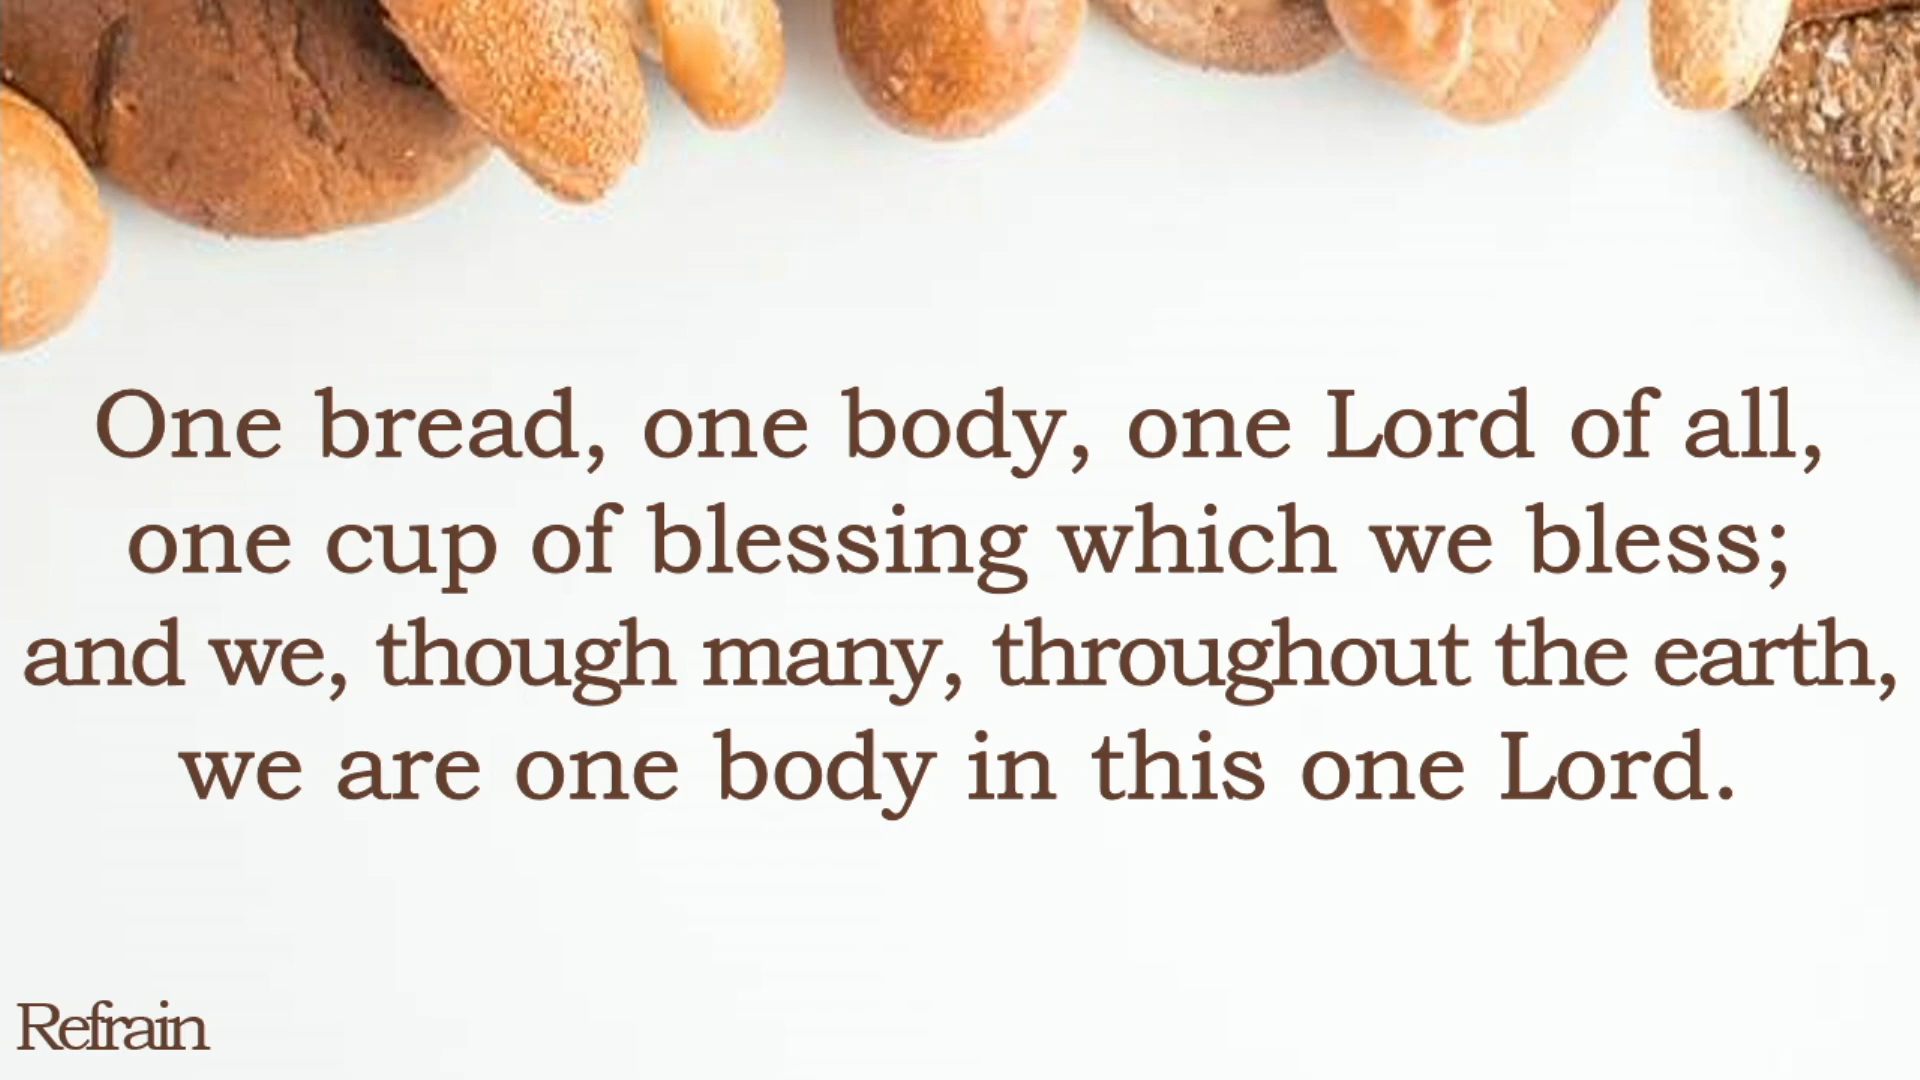 One bread, one body, one Lord of all,
one cup of blessing which we bless;
and we, though many, throughout the earth,
we are one body in this one Lord.
Refrain